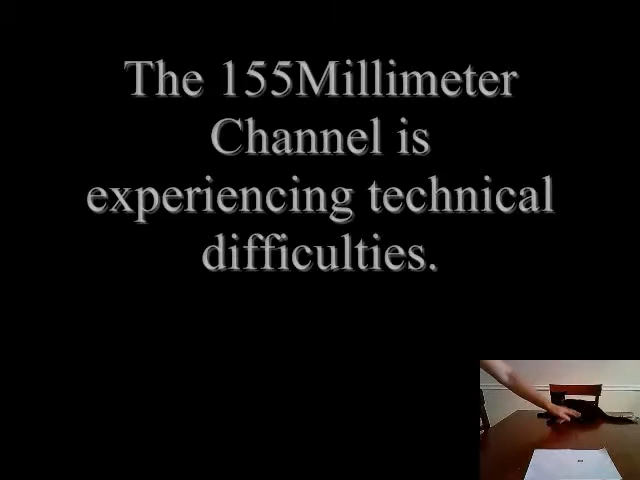 The 155Millimeter
Channel is
experiencing technical
difficulties.